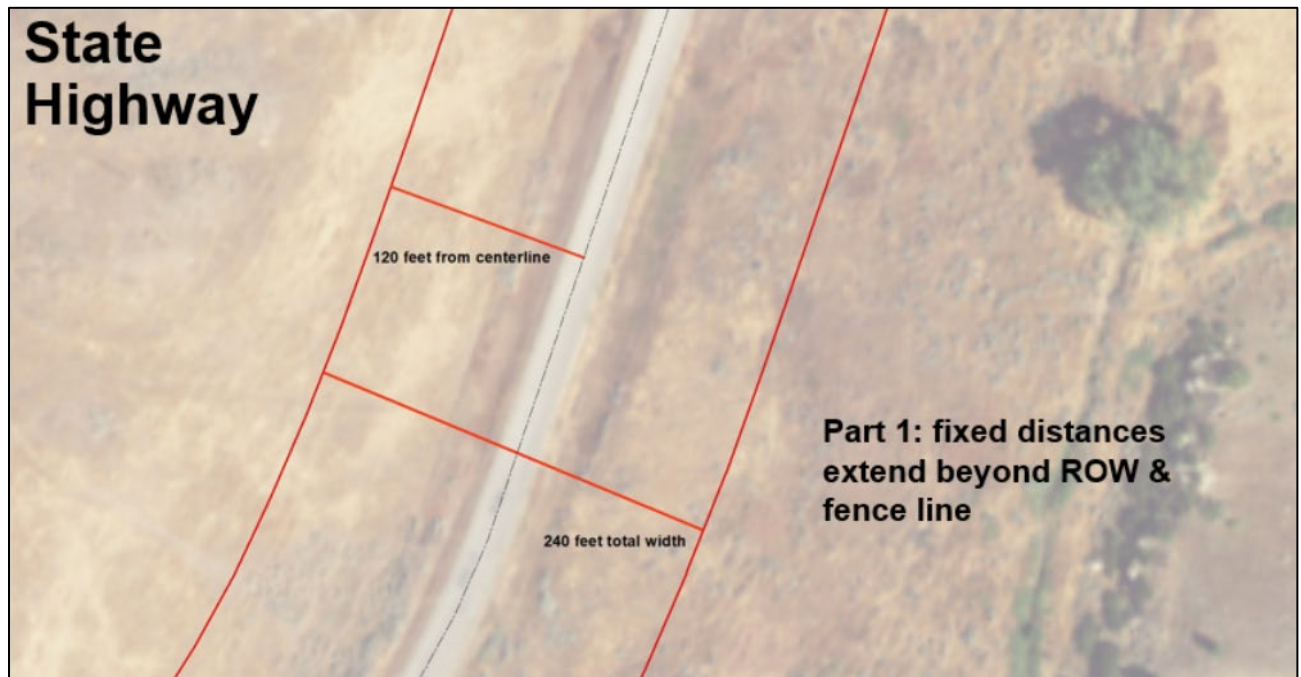 State
Highway
120 feet from centerline
Part 1: fixed distances
extend beyond ROW &
fence line
240 feet total width